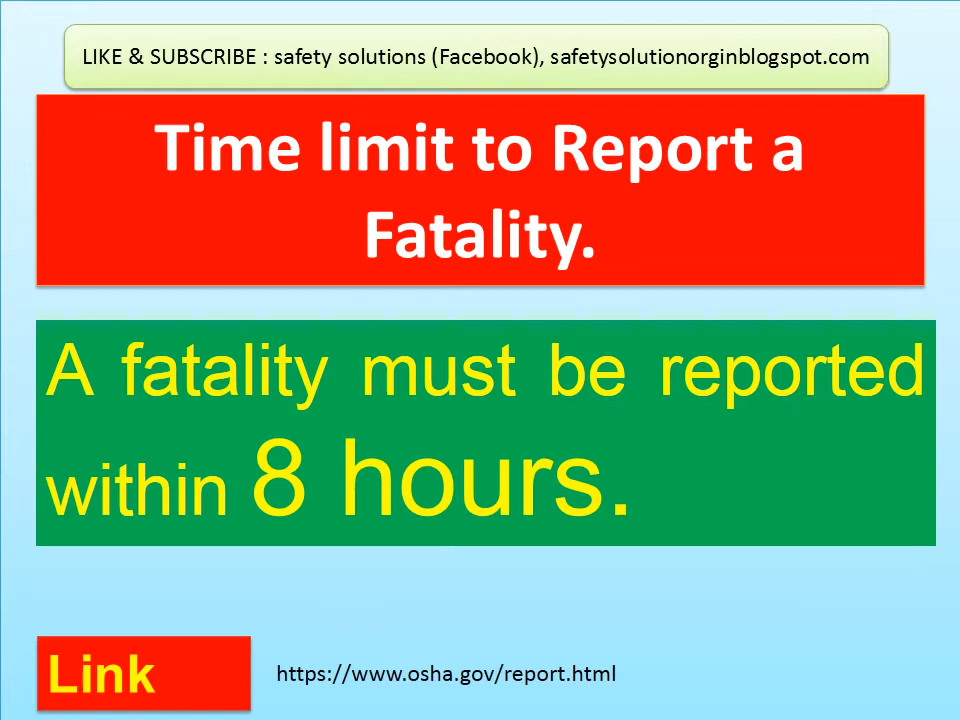 LIKE & SUBSCRIBE : safety solutions (Facebook), safetysolutionorginblogspot.com
Time limit to Report a
Fatality.
A fatality must be reported
within 8 hours.
Link
https://www.osha.gov/report.html